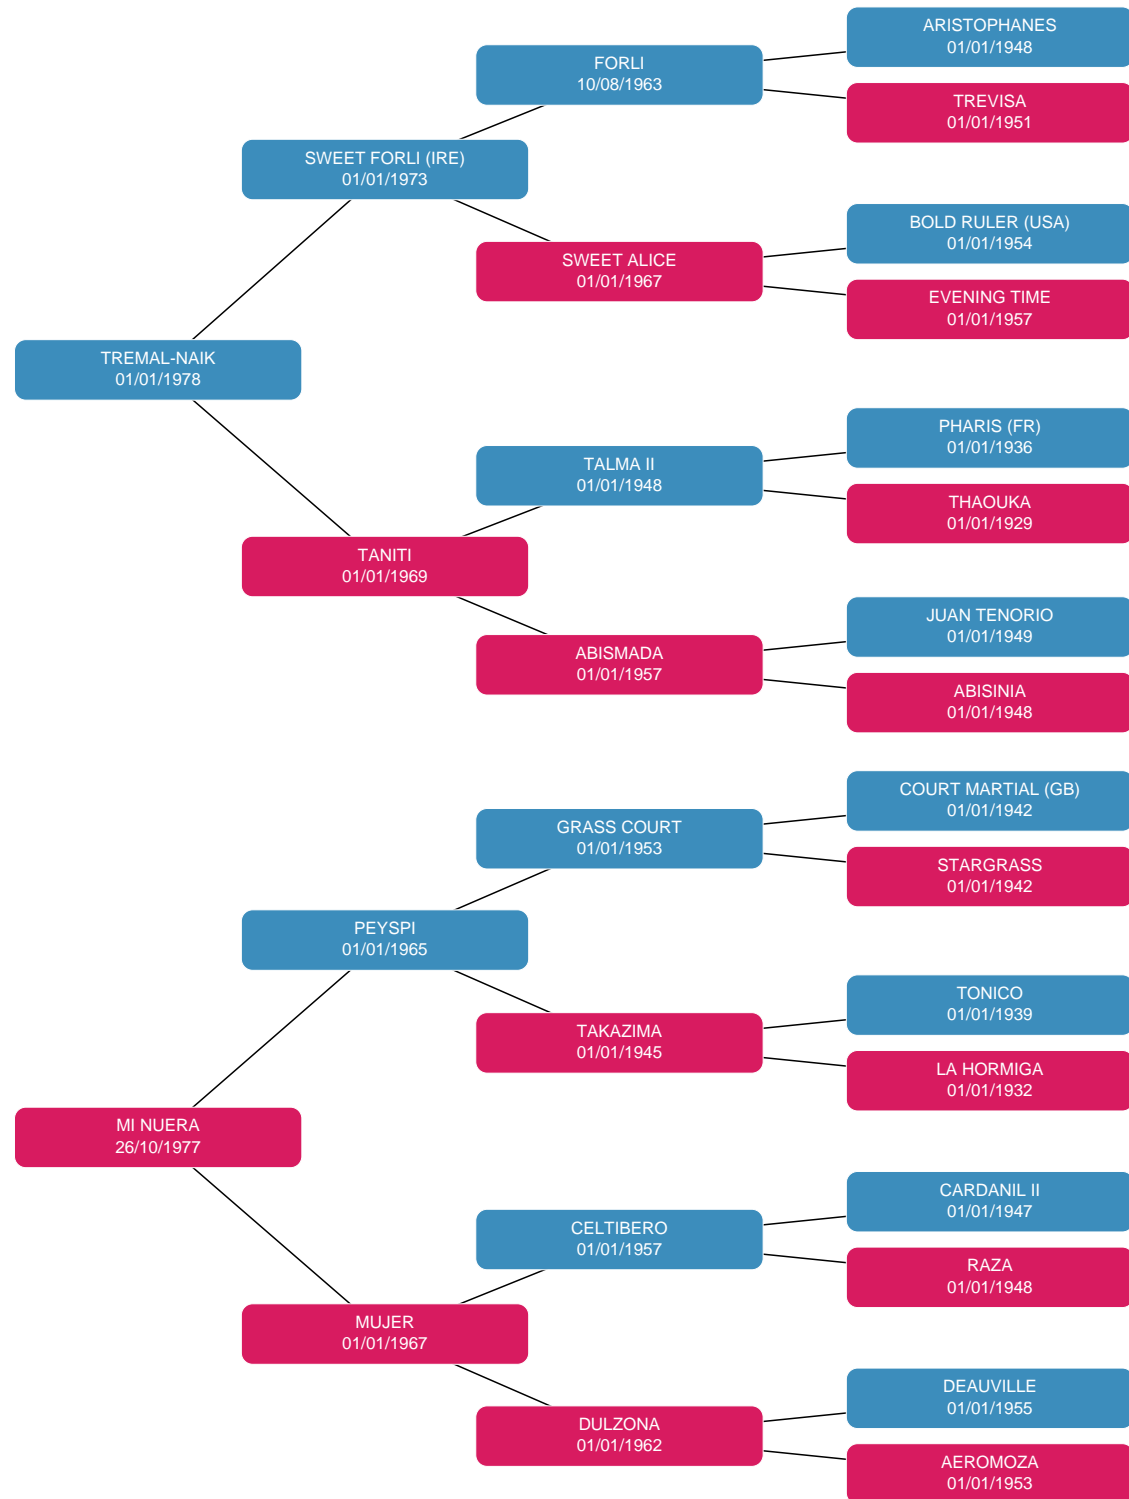 ARISTOPHANES
01/01/1948
FORLI
10/08/1963
TREVISA
01/01/1951
SWEET FORLI (IRE)
01/01/1973
BOLD RULER (USA)
01/01/1954
SWEET ALICE
01/01/1967
EVENING TIME
01/01/1957
TREMAL-NAIK
01/01/1978
PHARIS (FR)
01/01/1936
TALMA II
01/01/1948
THAOUKA
01/01/1929
TANITI
01/01/1969
JUAN TENORIO
01/01/1949
ABISMADA
01/01/1957
ABISINIA
01/01/1948
COURT MARTIAL (GB)
01/01/1942
GRASS COURT
01/01/1953
STARGRASS
01/01/1942
PEYSPI
01/01/1965
TONICO
01/01/1939
TAKAZIMA
01/01/1945
LA HORMIGA
01/01/1932
MI NUERA
26/10/1977
CARDANIL II
01/01/1947
CELTIBERO
01/01/1957
RAZA
01/01/1948
MUJER
01/01/1967
DEAUVILLE
01/01/1955
DULZONA
01/01/1962
AEROMOZA
01/01/1953